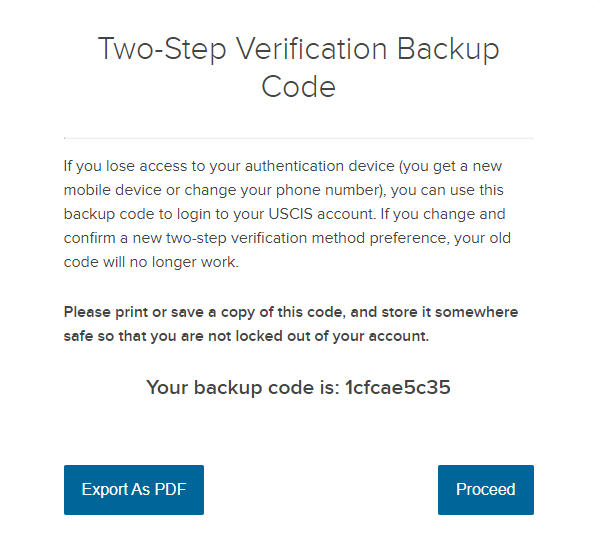 Two-Step Verification Backup
Code
If you lose access to your authentication device (you get a new
mobile device or change your phone number), you can use this
backup code to login to your USCIS account. If you change and
confirm a new two-step verification method preference, your old
code will no longer work.
Please print or save a copy of this code, and store it somewhere
safe so that you are not locked out of your account.
Your backup code is: 1cfcae5c35
Export As PDF
Proceed